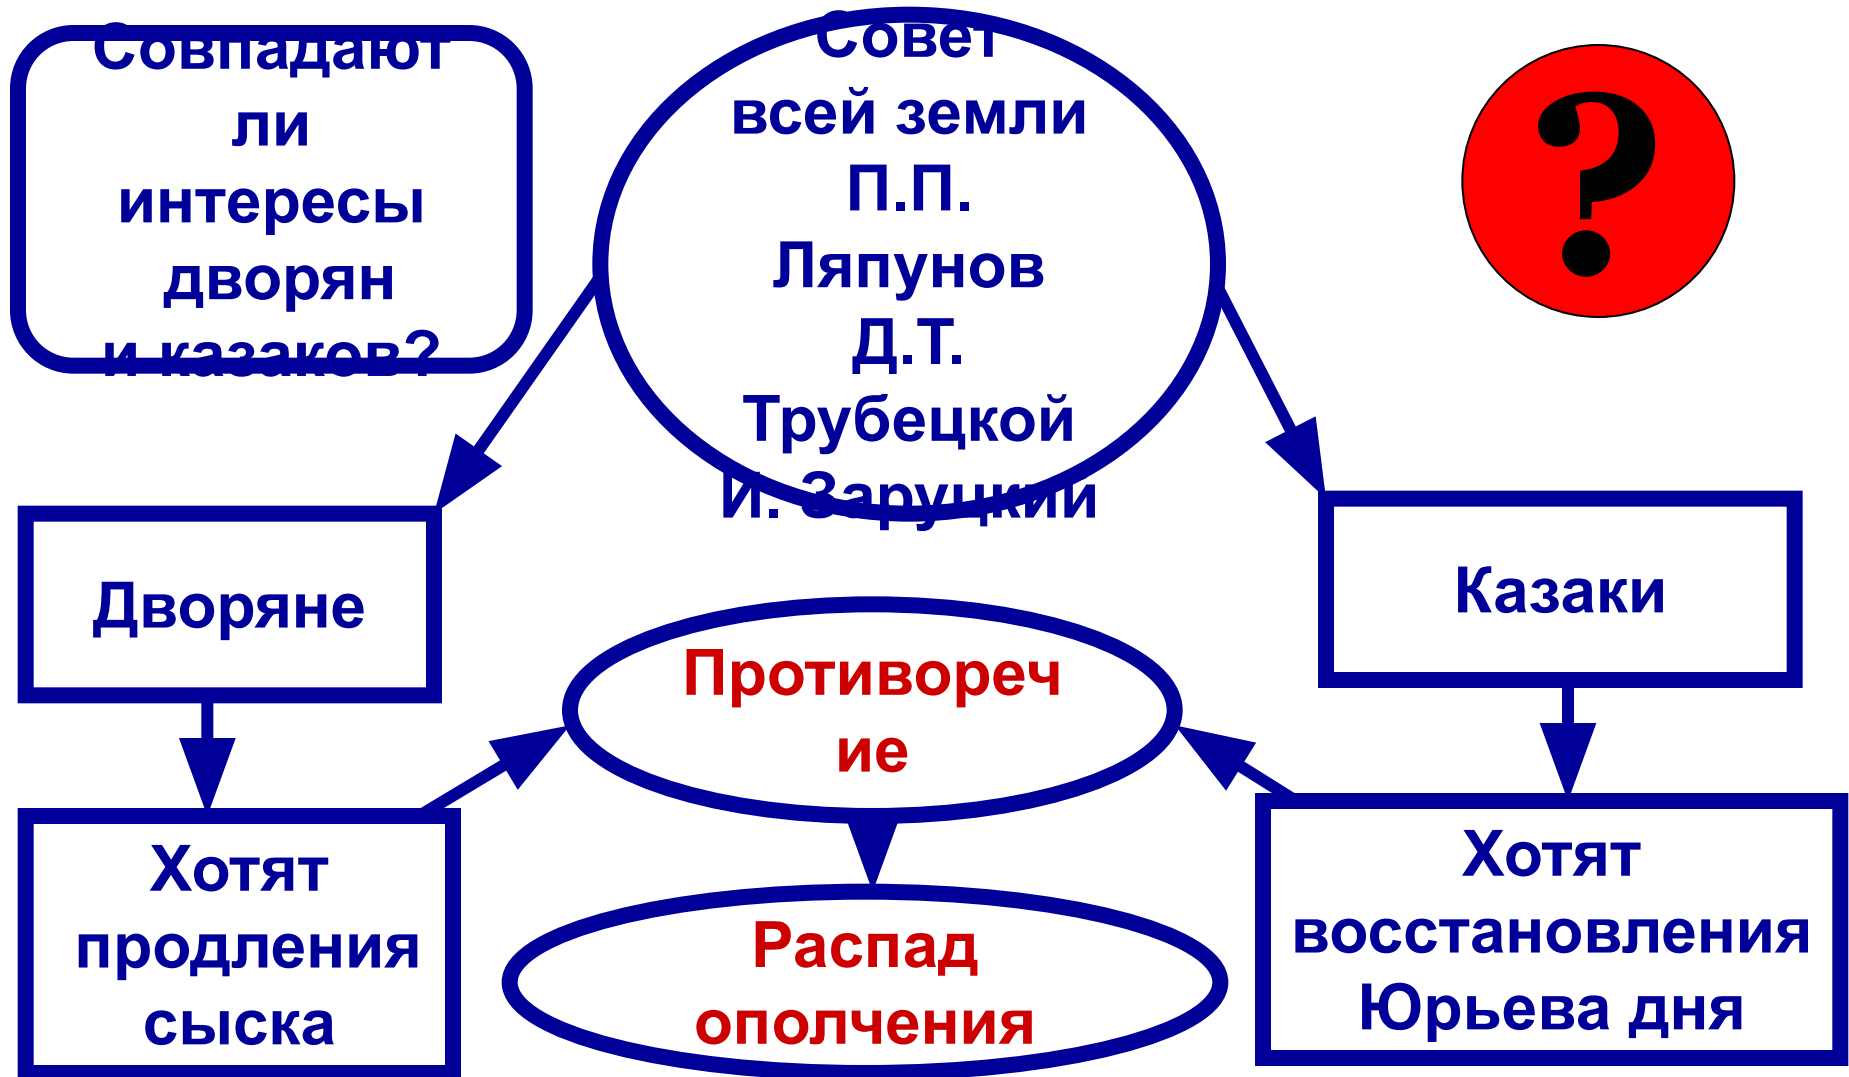 Совпадают
ли
интересы
дворян
и казаков?
Совет
всей земли
П.П.
Ляпунов
Д.Т.
Трубецкой
И. Заруцкий
?
Дворяне
Казаки
Противореч
ие
Хотят
продления
сыска
Распад
ополчения
Хотят
восстановления
Юрьева дня